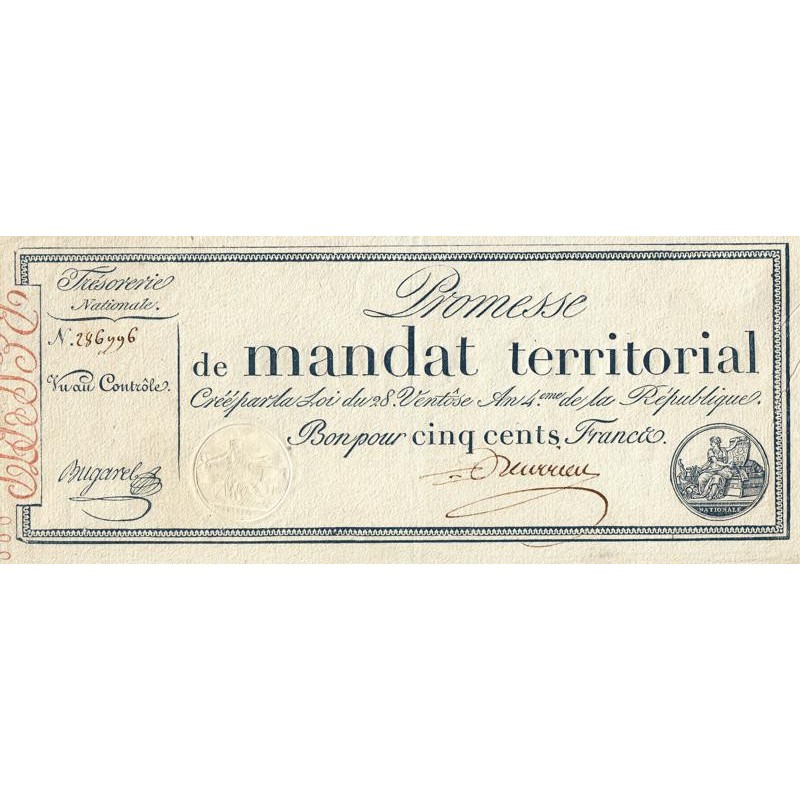 Trésorerie
Nationale.
N. 286996
Vu au Contrôle.
Bugarel
Promesse
de mandat territorial
Créé par la Loi du 28. Ventôse An 4.eme de la République.
Bon pour cinq cents Francs.
NATIONALE